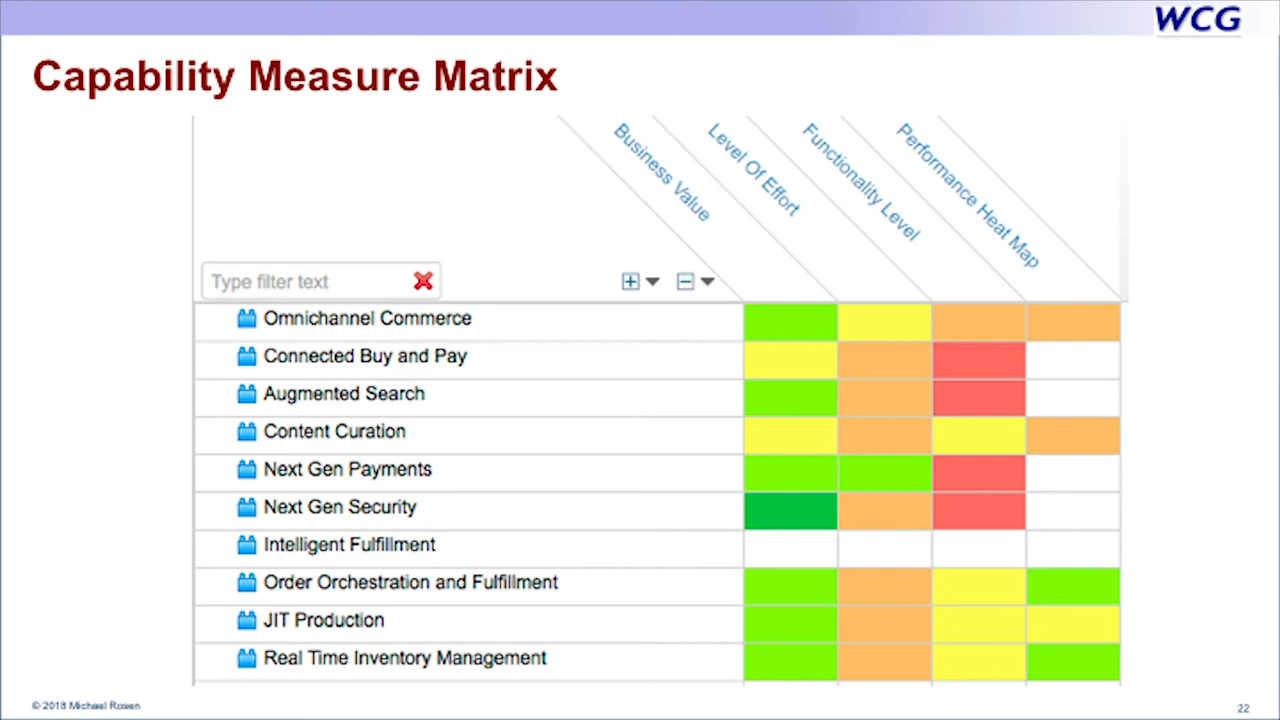 WCG
Capability Measure Matrix
Business Value
Level Of Effort
Functionality Level
Performance Heat Map
Type filter text
Omnichannel Commerce
Connected Buy and Pay
Augmented Search
Content Curation
Next Gen Payments
Next Gen Security
Intelligent Fulfillment
Order Orchestration and Fulfillment
JIT Production
Real Time Inventory Management
© 2018 Michael Rosen
22